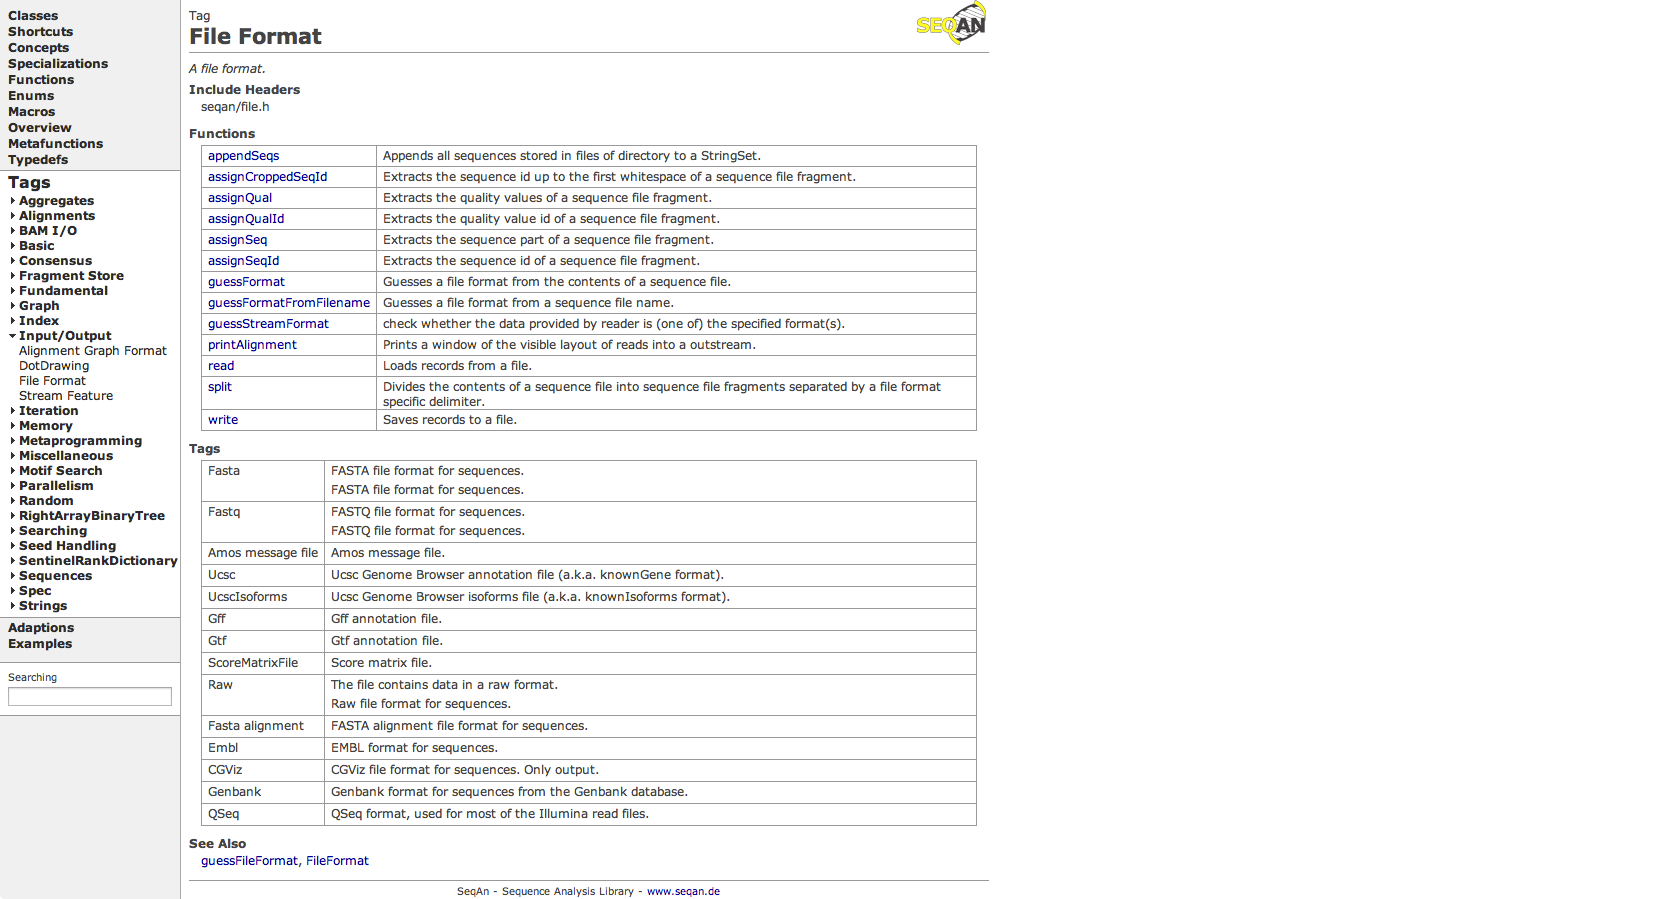 Classes
Shortcuts
Concepts
Specializations
Functions
Enums
Macros
Overview
Metafunctions
Typedefs
Tags
Aggregates
Alignments
BAM I/O
Basic
Consensus
Fragment Store
Fundamental
Graph
Index
Input/Output
Alignment Graph Format
DotDrawing
File Format
Stream Feature
Iteration
Memory
Metaprogramming
Miscellaneous
Motif Search
Parallelism
Random
RightArrayBinaryTree
Searching
Seed Handling
SentinelRankDictionary
Sequences
Spec
Strings
Adaptions
Examples
Searching
Tag
SEQAN
File Format
A file format.
Include Headers
seqan/file.h
Functions
appendSeqs Appends all sequences stored in files of directory to a StringSet.
assignCroppedSeqId Extracts the sequence id up to the first whitespace of a sequence file fragment.
assignQual Extracts the quality values of a sequence file fragment.
assignQualId Extracts the quality value id of a sequence file fragment.
assignSeq Extracts the sequence part of a sequence file fragment.
assignSeqId Extracts the sequence id of a sequence file fragment.
guessFormat Guesses a file format from the contents of a sequence file.
guessFormatFromFilename Guesses a file format from a sequence file name.
guessStreamFormat check whether the data provided by reader is (one of) the specified format(s).
printAlignment Prints a window of the visible layout of reads into a outstream.
read Loads records from a file.
split Divides the contents of a sequence file into sequence file fragments separated by a file format
specific delimiter.
write Saves records to a file.
Tags
Fasta FASTA file format for sequences.
FASTA file format for sequences.
Fastq FASTQ file format for sequences.
FASTQ file format for sequences.
Amos message file Amos message file.
Ucsc Ucsc Genome Browser annotation file (a.k.a. knownGene format).
UcscIsoforms Ucsc Genome Browser isoforms file (a.k.a. knownIsoforms format).
Gff Gff annotation file.
Gtf Gtf annotation file.
ScoreMatrixFile Score matrix file.
Raw The file contains data in a raw format.
Raw file format for sequences.
Fasta alignment FASTA alignment file format for sequences.
Embl EMBL format for sequences.
CGViz CGViz file format for sequences. Only output.
Genbank Genbank format for sequences from the Genbank database.
QSeq QSeq format, used for most of the Illumina read files.
See Also
guessFileFormat, FileFormat
SeqAn - Sequence Analysis Library - www.seqan.de